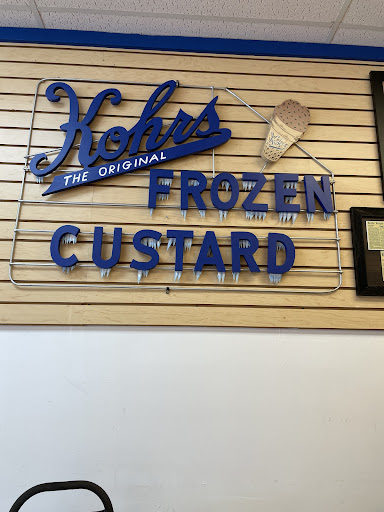 Kohrs
THE ORIGINAL
FROZEN
CUSTARD